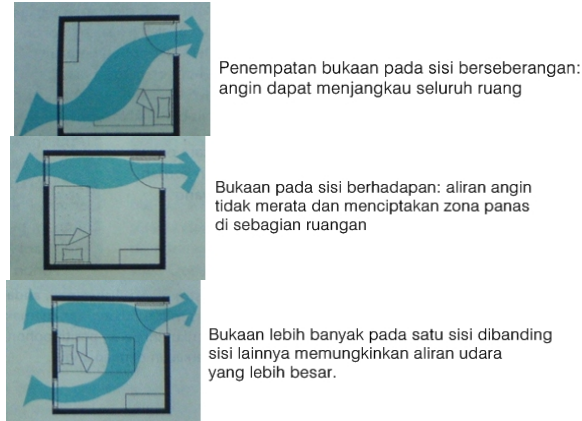 Penempatan bukaan pada sisi berseberangan:
angin dapat menjangkau seluruh ruang
Bukaan pada sisi berhadapan: aliran angin
tidak merata dan menciptakan zona panas
di sebagian ruangan
Bukaan lebih banyak pada satu sisi dibanding
sisi lainnya memungkinkan aliran udara
yang lebih besar.